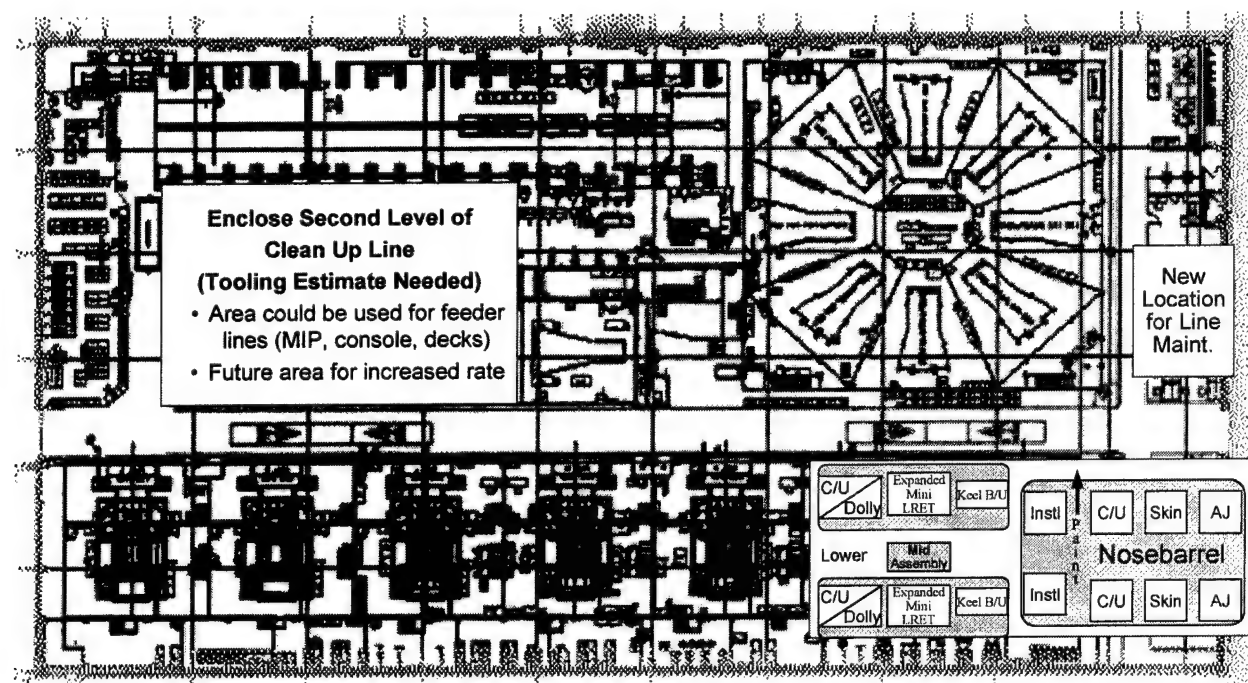 Enclose Second Level of
Clean Up Line
(Tooling Estimate Needed)
• Area could be used for feeder
lines (MIP, console, decks)
• Future area for increased rate
New
Location
for Line
Maint.
C/U
Dolly
Expanded
Mini
LRET
Keel B/U
Lower
Mid
Assembly
C/U
Dolly
Expanded
Mini
LRET
Keel B/U
Instl
Paint
C/U
Skin
AJ
Nosebarrel
Instl
C/U
Skin
AJ